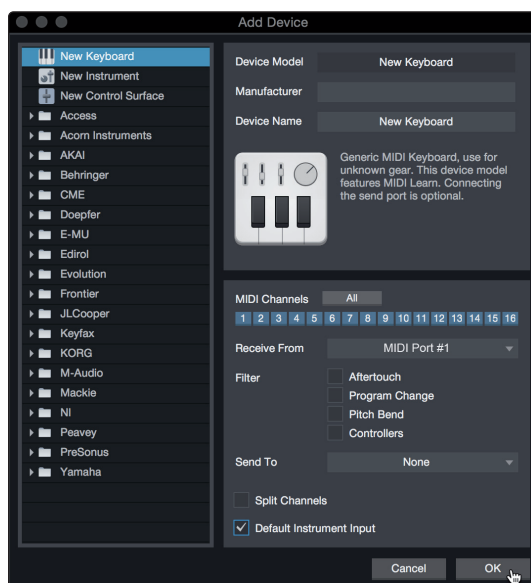 Add Device
New Keyboard
New Instrument
New Control Surface
Access
Acorn Instruments
AKAI
Behringer
CME
Doepfer
E-MU
Edirol
Evolution
Frontier
JLCooper
Keyfax
KORG
M-Audio
Mackie
NI
Peavey
PreSonus
Yamaha
Device Model New Keyboard
Manufacturer
Device Name New Keyboard
Generic MIDI Keyboard, use for
unknown gear. This device model
features MIDI Learn. Connecting
the send port is optional.
MIDI Channels All
1 2 3 4 5 6 7 8 9 10 11 12 13 14 15 16
Receive From MIDI Port #1
Filter Aftertouch
Program Change
Pitch Bend
Controllers
Send To None
Split Channels
Default Instrument Input
Cancel OK